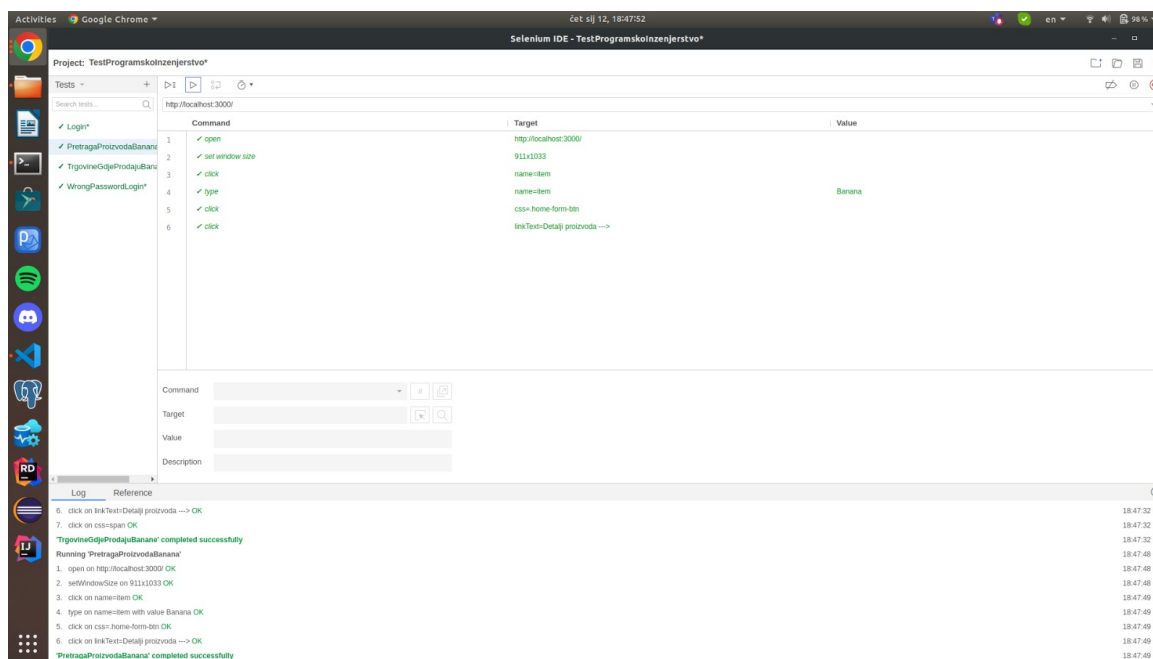 Activities Google Chrome čet sij 12, 18:47:52 en 98 %
Selenium IDE - TestProgramskoInzenjerstvo*
Project: TestProgramskoInzenjerstvo*
Tests
Search tests...
http://localhost:3000/
✓ Login*
✓ PretragaProizvodaBanana
✓ TrgovineGdjeProdajuBana
✓ WrongPasswordLogin*
Command Target Value
1 ✓ open http://localhost:3000/
2 ✓ set window size 911x1033
3 ✓ click name=item
4 ✓ type name=item Banana
5 ✓ click css=.home-form-btn
6 ✓ click linkText=Detalji proizvoda --->
Command
//
Target
Value
Description
Log Reference
6. click on linkText=Detalji proizvoda ---> OK 18:47:32
7. click on css=span OK 18:47:32
'TrgovineGdjeProdajuBanane' completed successfully 18:47:32
Running 'PretragaProizvodaBanana' 18:47:48
1. open on http://localhost:3000/ OK 18:47:48
2. setWindowSize on 911x1033 OK 18:47:48
3. click on name=item OK 18:47:49
4. type on name=item with value Banana OK 18:47:49
5. click on css=.home-form-btn OK 18:47:49
6. click on linkText=Detalji proizvoda ---> OK 18:47:49
'PretragaProizvodaBanana' completed successfully 18:47:49
RD
IJ